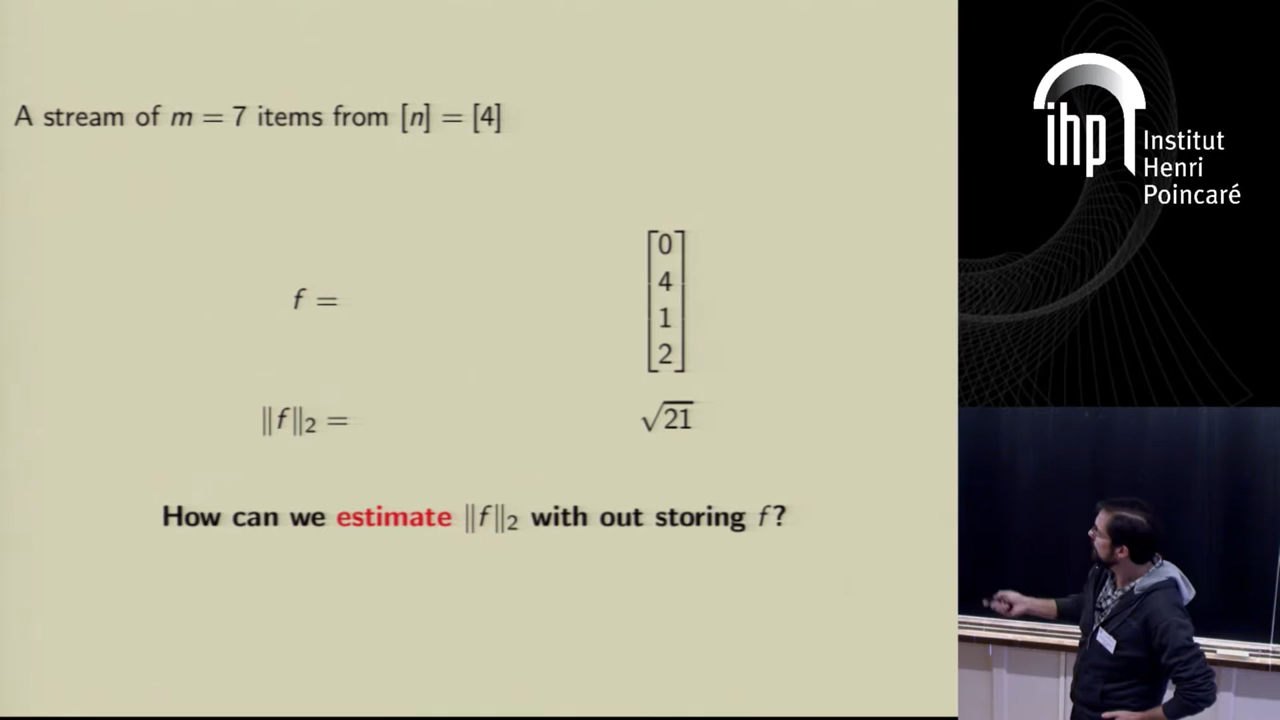 A stream of m = 7 items from [n] = [4]
f = [0 4 1 2]
‖f‖₂ = √21
How can we estimate ‖f‖₂ with out storing f?
ihp Institut
Henri
Poincaré